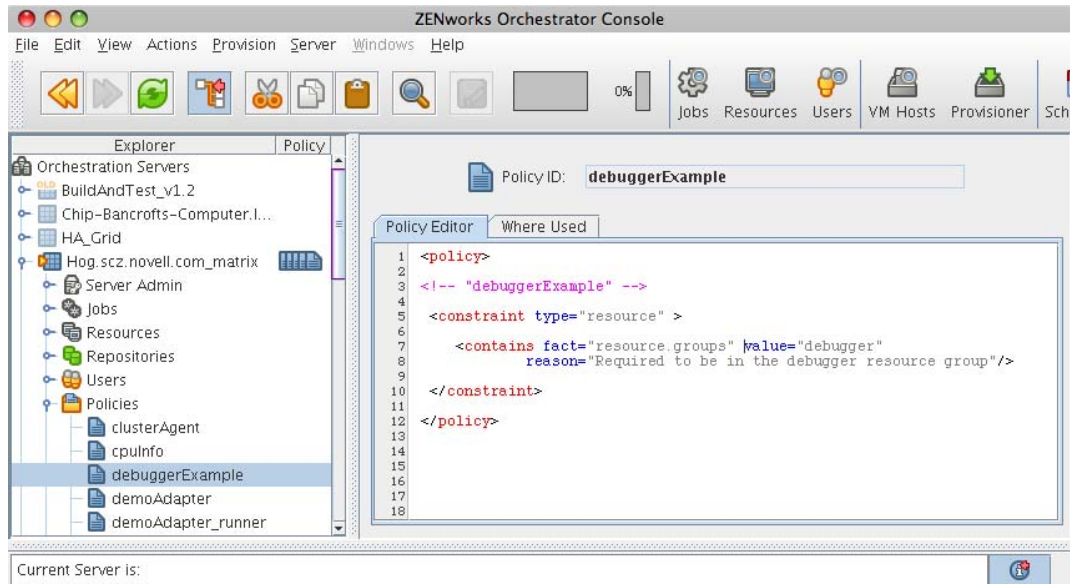 ZENworks Orchestrator Console
File Edit View Actions Provision Server Windows Help
0%
Jobs Resources Users VM Hosts Provisioner Sch
Explorer Policy
Orchestration Servers
OLD BuildAndTest_v1.2
Chip-Bancrofts-Computer.l...
HA_Grid
Hog.scz.novell.com_matrix
Server Admin
Jobs
Resources
Repositories
Users
Policies
clusterAgent
cpuInfo
debuggerExample
demoAdapter
demoAdapter_runner
Policy ID: debuggerExample
Policy Editor Where Used
1 <policy>
2
3 <!-- "debuggerExample" -->
4
5 <constraint type="resource" >
6
7 <contains fact="resource.groups" value="debugger"
8 reason="Required to be in the debugger resource group"/>
9
10 </constraint>
11
12 </policy>
13
14
15
16
17
18
Current Server is: